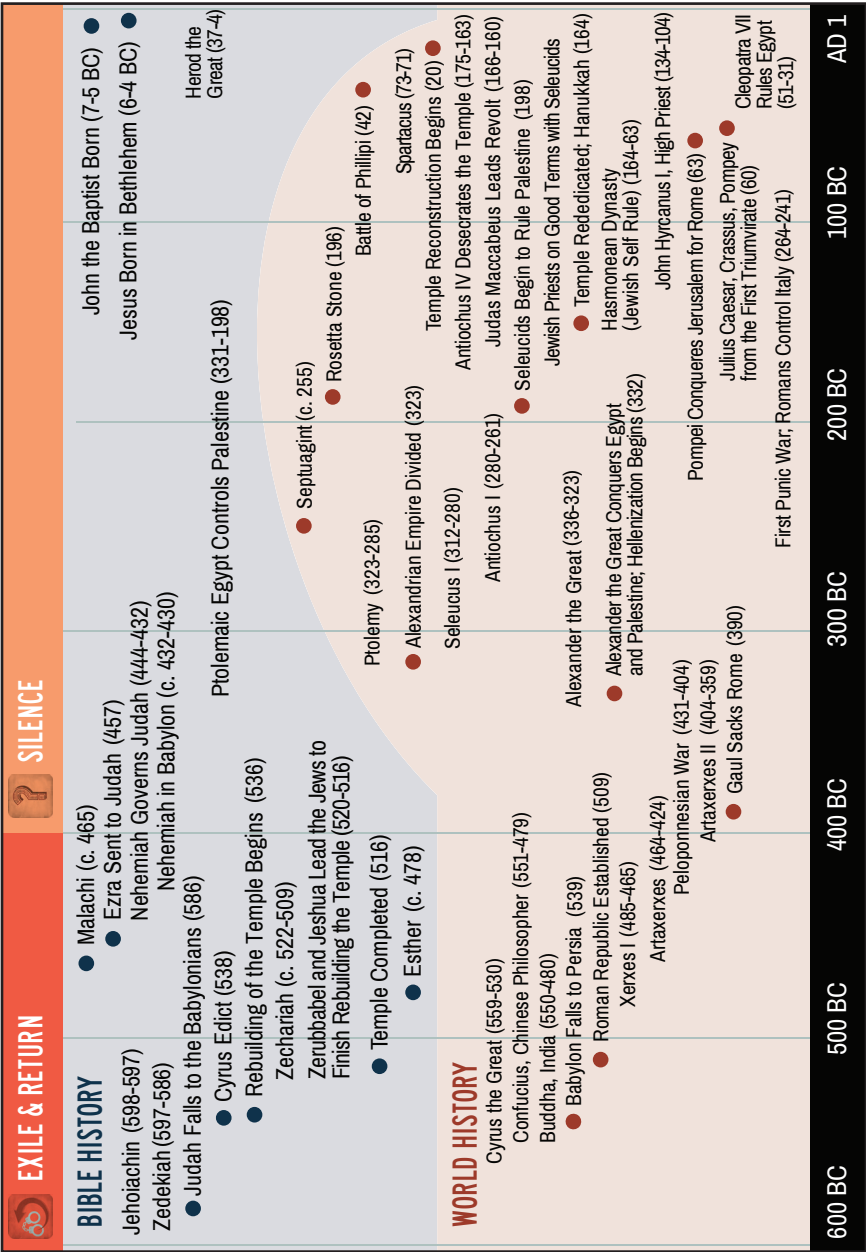 EXILE & RETURN
SILENCE
BIBLE HISTORY
Jehoiachin (598-597)
Zedekiah (597-586)
Judah Falls to the Babylonians (586)
Cyrus Edict (538)
Rebuilding of the Temple Begins (536)
Zechariah (c. 522-509)
Zerubbabel and Jeshua Lead the Jews to
Finish Rebuilding the Temple (520-516)
Temple Completed (516)
Esther (c. 478)
Malachi (c. 465)
Ezra Sent to Judah (457)
Nehemiah Governs Judah (444-432)
Nehemiah in Babylon (c. 432-430)
Ptolemaic Egypt Controls Palestine (331-198)
John the Baptist Born (7-5 BC)
Jesus Born in Bethlehem (6-4 BC)
Herod the
Great (37-4)
WORLD HISTORY
Cyrus the Great (559-530)
Confucius, Chinese Philosopher (551-479)
Buddha, India (550-480)
Babylon Falls to Persia (539)
Roman Republic Established (509)
Xerxes I (485-465)
Artaxerxes (464-424)
Peloponnesian War (431-404)
Artaxerxes II (404-359)
Gaul Sacks Rome (390)
Septuagint (c. 255)
Rosetta Stone (196)
Battle of Phillipi (42)
Ptolemy (323-285)
Alexandrian Empire Divided (323)
Seleucus I (312-280)
Antiochus I (280-261)
Alexander the Great (336-323)
Alexander the Great Conquers Egypt
and Palestine; Hellenization Begins (332)
Spartacus (73-71)
Temple Reconstruction Begins (20)
Antiochus IV Desecrates the Temple (175-163)
Judas Maccabeus Leads Revolt (166-160)
Seleucids Begin to Rule Palestine (198)
Jewish Priests on Good Terms with Seleucids
Temple Rededicated; Hanukkah (164)
Hasmonean Dynasty
(Jewish Self Rule) (164-63)
John Hyrcanus I, High Priest (134-104)
Pompei Conqueres Jerusalem for Rome (63)
Julius Caesar, Crassus, Pompey
from the First Triumvirate (60)
Cleopatra VII
Rules Egypt
(51-31)
First Punic War; Romans Control Italy (264-241)
600 BC
500 BC
400 BC
300 BC
200 BC
100 BC
AD 1